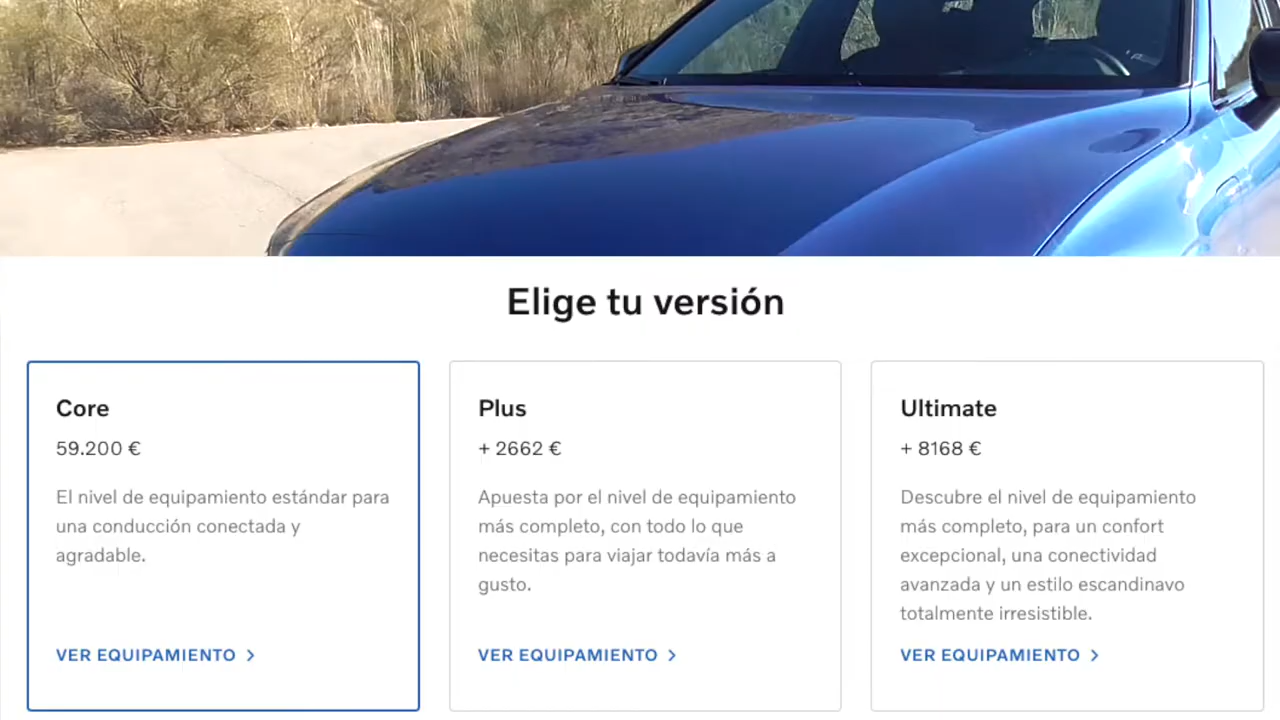 Elige tu versión
Core
59.200 €
El nivel de equipamiento estándar para
una conducción conectada y
agradable.
VER EQUIPAMIENTO
Plus
+ 2662 €
Apuesta por el nivel de equipamiento
más completo, con todo lo que
necesitas para viajar todavía más a
gusto.
VER EQUIPAMIENTO
Ultimate
+ 8168 €
Descubre el nivel de equipamiento
más completo, para un confort
excepcional, una conectividad
avanzada y un estilo escandinavo
totalmente irresistible.
VER EQUIPAMIENTO